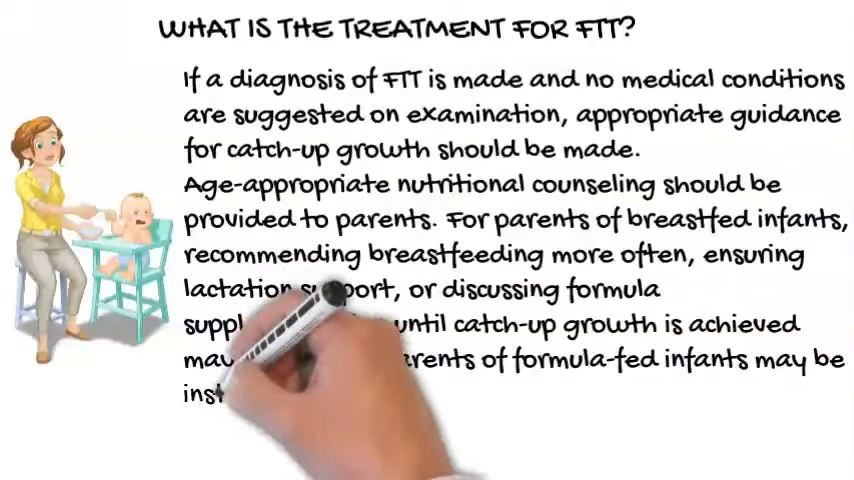 WHAT IS THE TREATMENT FOR FTT?
If a diagnosis of FTT is made and no medical conditions
are suggested on examination, appropriate guidance
for catch-up growth should be made.
Age-appropriate nutritional counseling should be
provided to parents. For parents of breastfed infants,
recommending breastfeeding more often, ensuring
lactation support, or discussing formula
until catch-up growth is achieved
of formula-fed infants may be